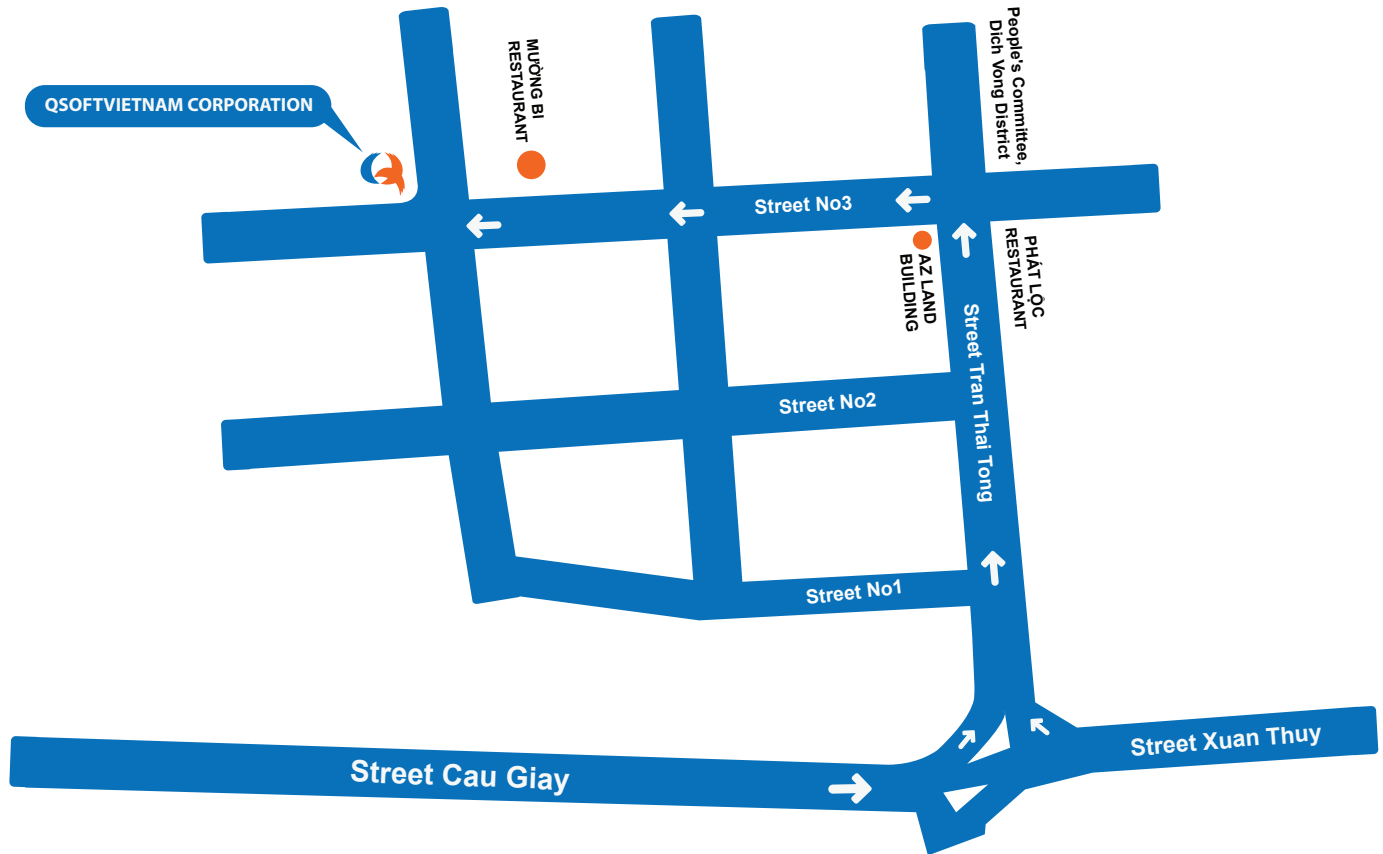 People's Committee,
Dich Vong District
MƯỜNG BI
RESTAURANT
QSOFTVIETNAM CORPORATION
Street No3
PHÁT LỘC
RESTAURANT
AZ LAND
BUILDING
Street Tran Thai Tong
Street No2
Street No1
Street Xuan Thuy
Street Cau Giay